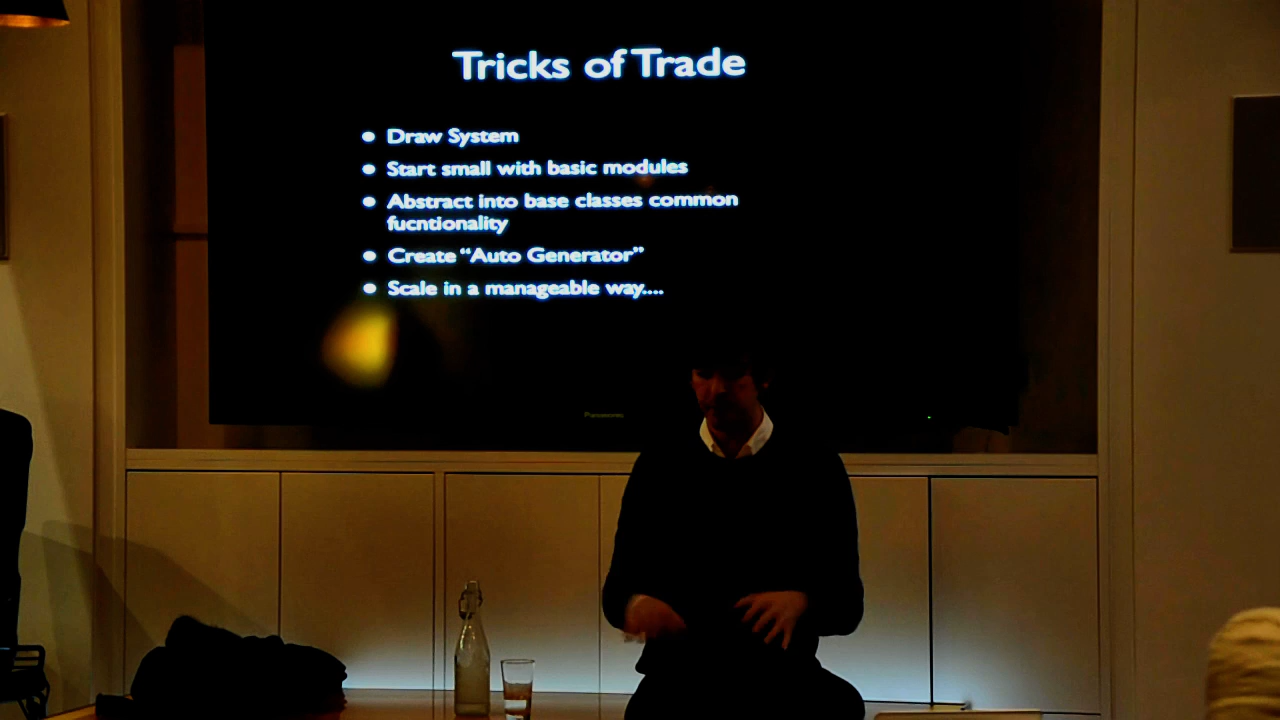 Tricks of Trade
• Draw System
• Start small with basic modules
• Abstract into base classes common
fucntionality
• Create “Auto Generator”
• Scale in a manageable way....
Panasonic